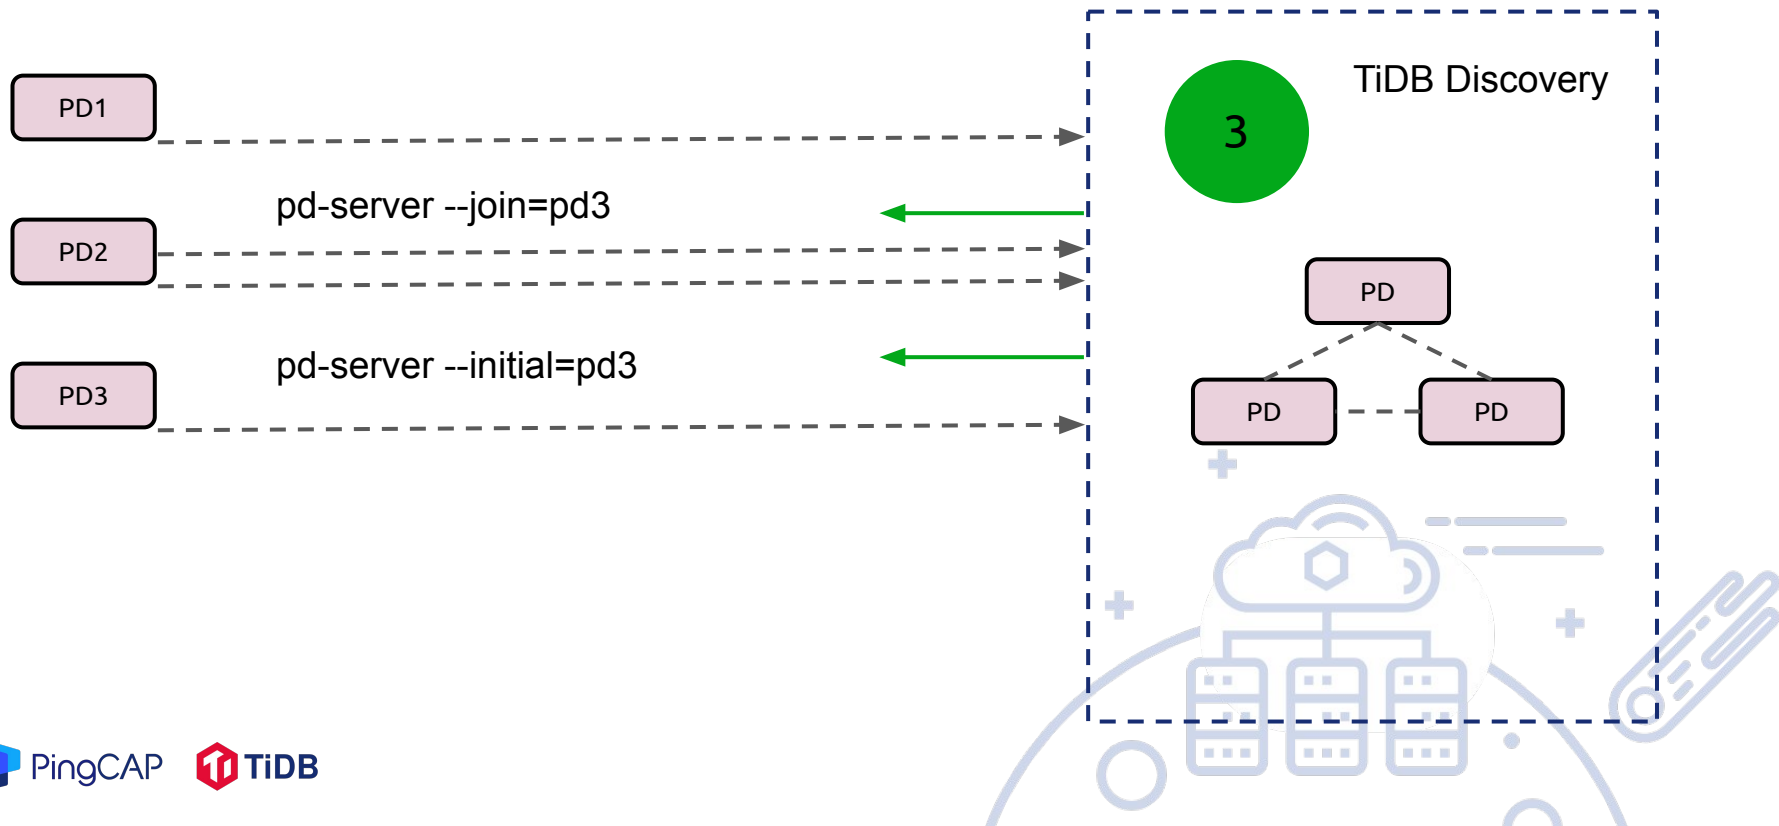 TiDB Discovery
PD1
3
pd-server --join=pd3
PD2
PD
pd-server --initial=pd3
PD3
PD
PD
PingCAP
TiDB